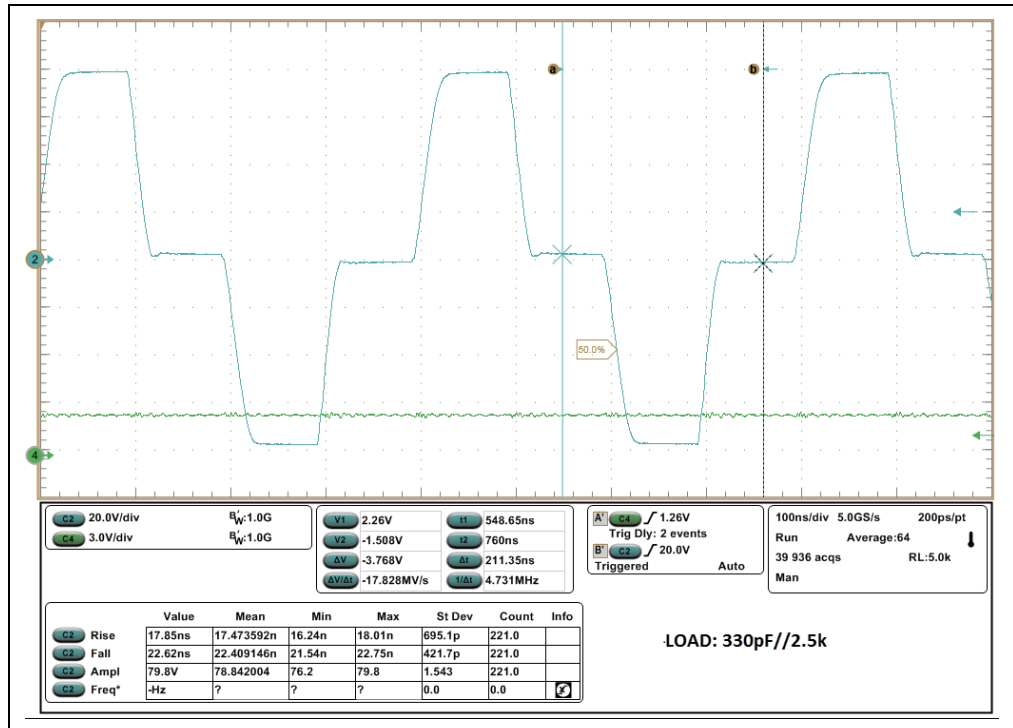 a b
2
50.0%
4
C2 20.0V/div B'W:1.0G
C4 3.0V/div BW:1.0G
V1 2.26V t1 548.65ns
V2 -1.508V t2 760ns
ΔV -3.768V Δt 211.35ns
ΔV/Δt -17.828MV/s 1/Δt 4.731MHz
A' C4 1.26V
Trig Dly: 2 events
B' C2 20.0V
Triggered Auto
100ns/div 5.0GS/s 200ps/pt
Run Average:64
39 936 acqs RL:5.0k
Man
Value Mean Min Max St Dev Count Info
C2 Rise 17.85ns 17.473592n 16.24n 18.01n 695.1p 221.0
C2 Fall 22.62ns 22.409146n 21.54n 22.75n 421.7p 221.0
C2 Ampl 79.8V 78.842004 76.2 79.8 1.543 221.0
C2 Freq* -Hz ? ? ? 0.0 0.0
LOAD: 330pF//2.5k